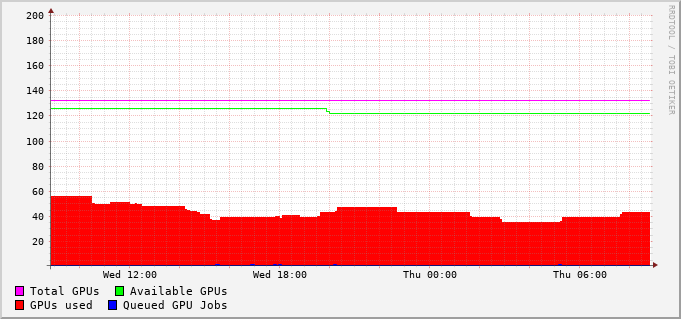 200
180
160
140
120
100
80
60
40
20
Wed 12:00 Wed 18:00 Thu 00:00 Thu 06:00
Total GPUs Available GPUs
GPUs used Queued GPU Jobs
RRDTOOL / TOBI OETIKER